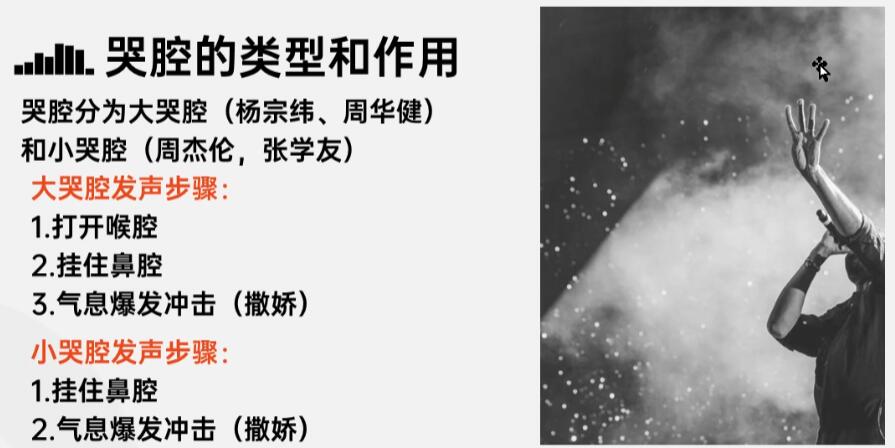 哭腔的类型和作用
哭腔分为大哭腔（杨宗纬、周华健）
和小哭腔（周杰伦，张学友）
大哭腔发声步骤：
1.打开喉腔
2.挂住鼻腔
3.气息爆发冲击（撒娇）
小哭腔发声步骤：
1.挂住鼻腔
2.气息爆发冲击（撒娇）